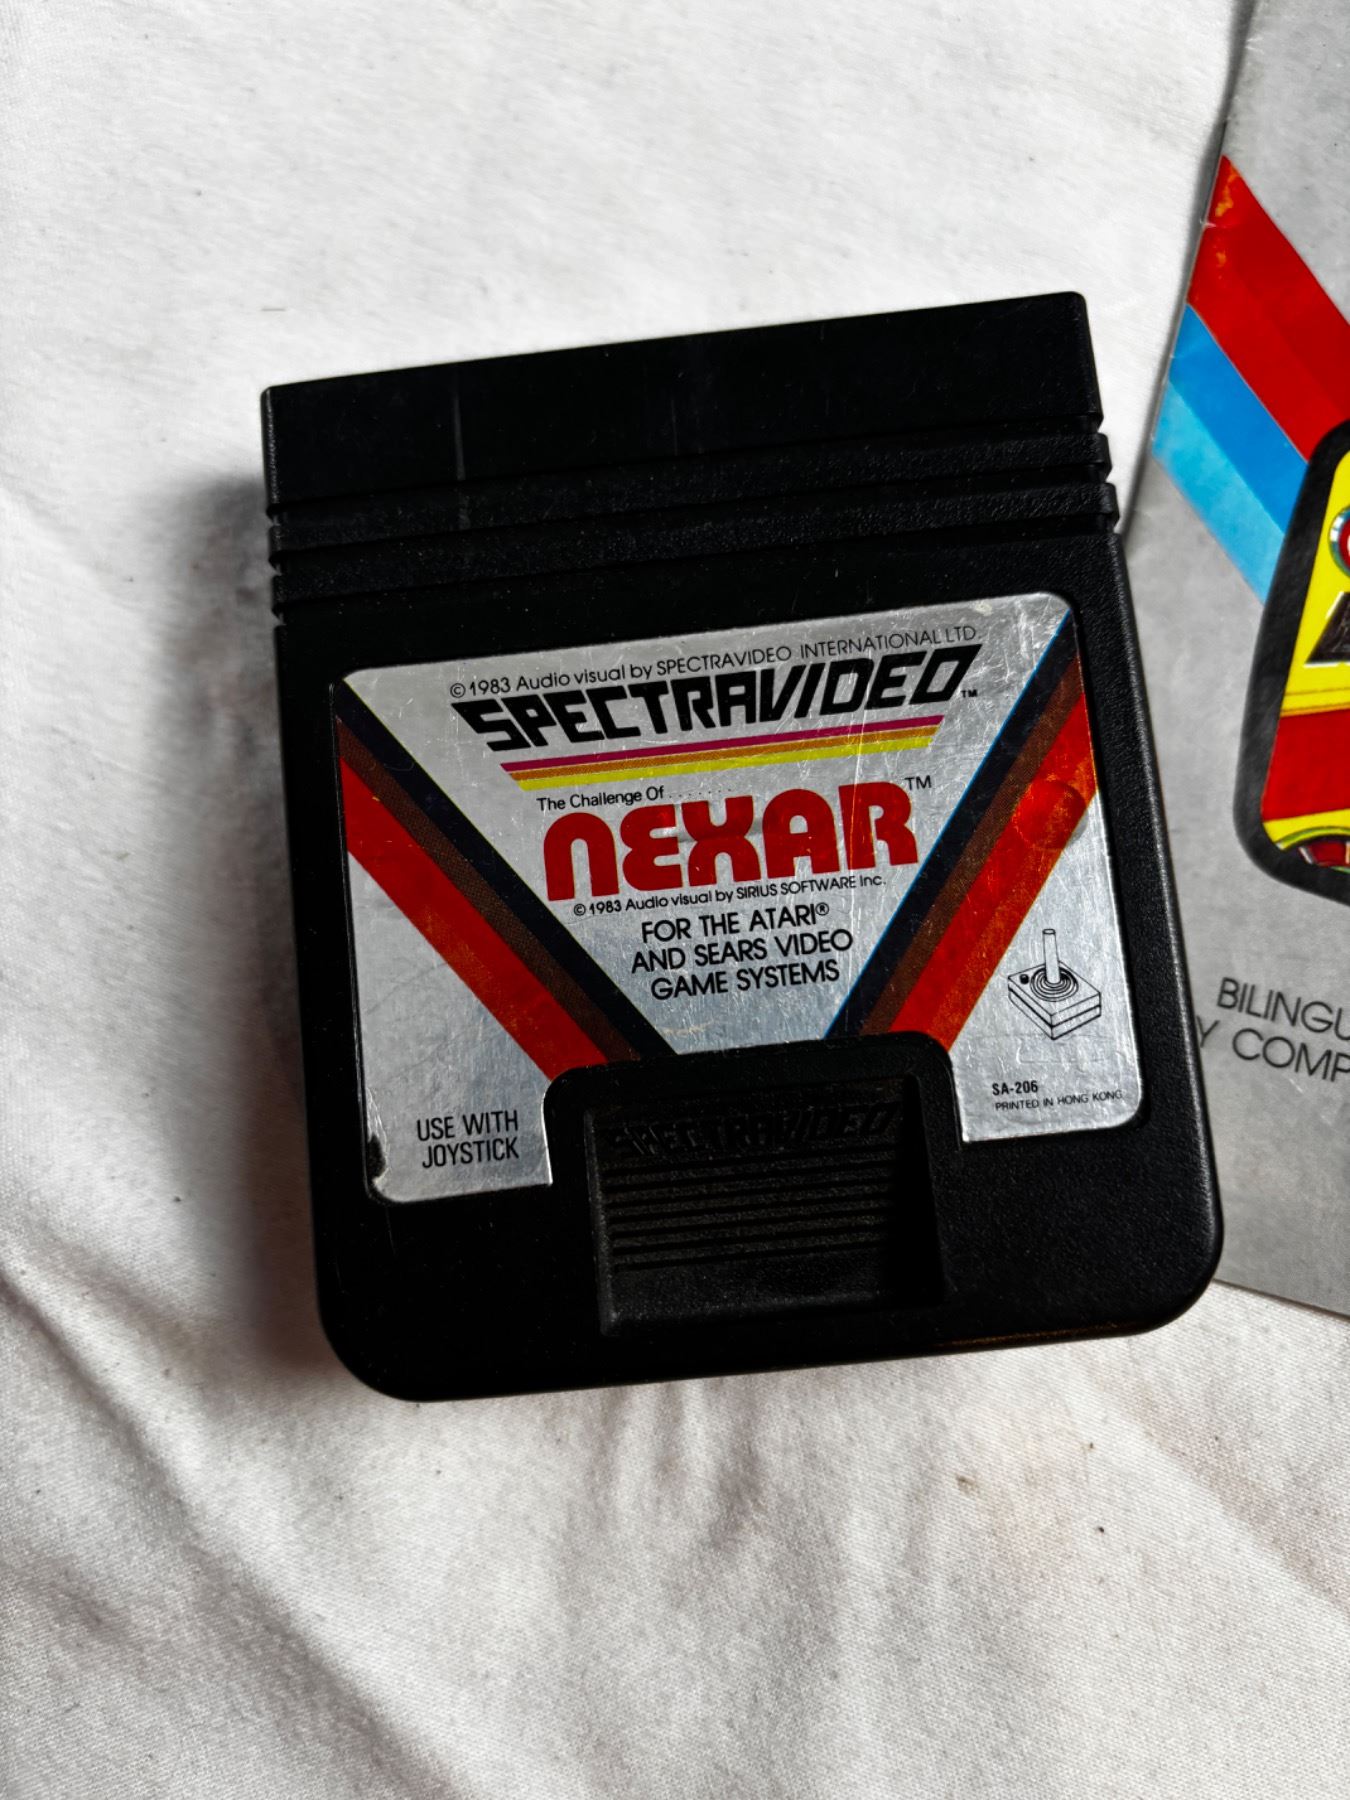 © 1983 Audio visual by SPECTRAVIDEO INTERNATIONAL LTD.
SPECTRAVIDEO™
The Challenge Of .......
NEXAR™
© 1983 Audio visual by SIRIUS SOFTWARE Inc.
FOR THE ATARI®
AND SEARS VIDEO
GAME SYSTEMS
USE WITH
JOYSTICK
SA-206
PRINTED IN HONG KONG
SPECTRAVIDEO
BILINGU
Y COMP